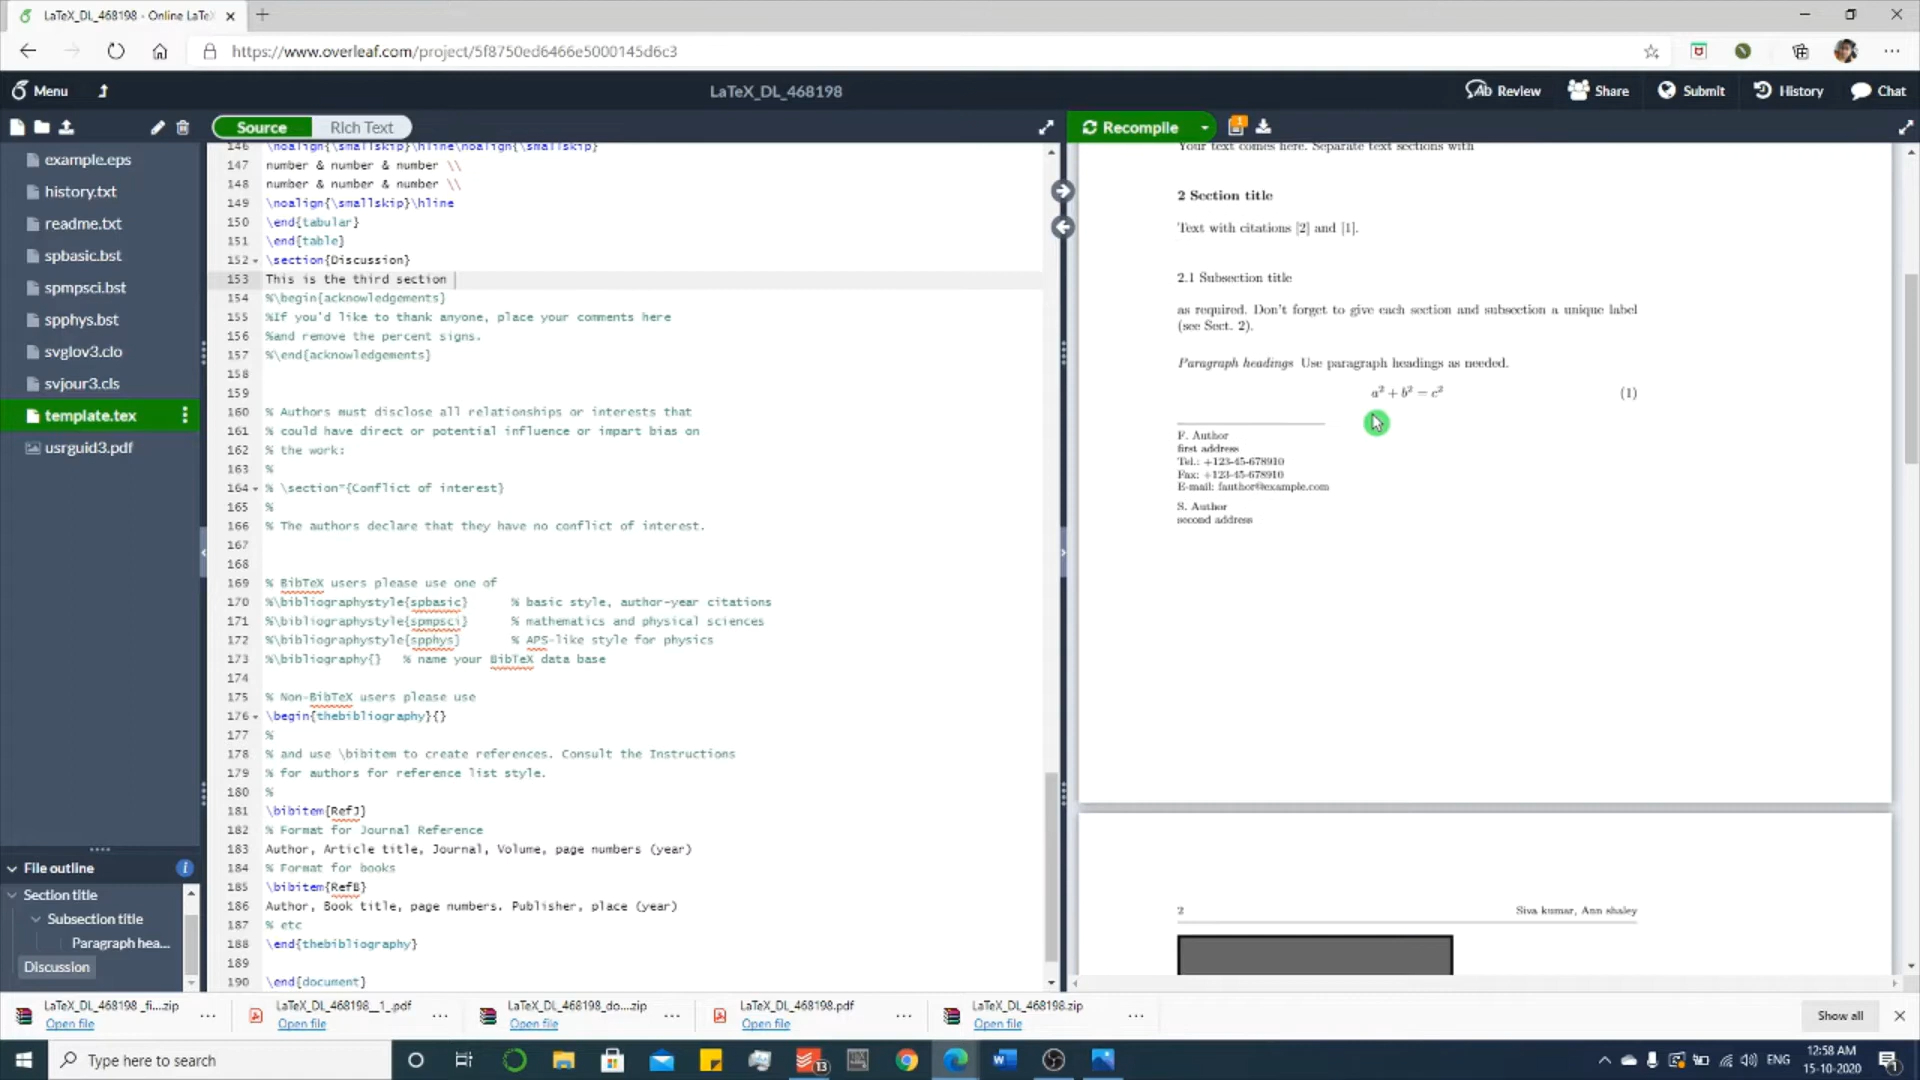 LaTeX_DL_468198 - Online LaTeX
https://www.overleaf.com/project/5f8750ed6466e5000145d6c3
Menu
LaTeX_DL_468198
Review
Share
Submit
History
Chat
Source
Rich Text
Recompile
1
example.eps
history.txt
readme.txt
spbasic.bst
spmpsci.bst
spphys.bst
svglov3.clo
svjour3.cls
template.tex
usrguid3.pdf
File outline
Section title
Subsection title
Paragraph hea...
Discussion
146 \noalign{\smallskip}\hline\noalign{\smallskip}
147 number & number & number \\
148 number & number & number \\
149 \noalign{\smallskip}\hline
150 \end{tabular}
151 \end{table}
152 \section{Discussion}
153 This is the third section
154 %\begin{acknowledgements}
155 %If you'd like to thank anyone, place your comments here
156 %and remove the percent signs.
157 %\end{acknowledgements}
158
159
160 % Authors must disclose all relationships or interests that
161 % could have direct or potential influence or impart bias on
162 % the work:
163 %
164 % \section*{Conflict of interest}
165 %
166 % The authors declare that they have no conflict of interest.
167
168
169 % BibTeX users please use one of
170 %\bibliographystyle{spbasic} % basic style, author-year citations
171 %\bibliographystyle{spmpsci} % mathematics and physical sciences
172 %\bibliographystyle{spphys} % APS-like style for physics
173 %\bibliography{} % name your BibTeX data base
174
175 % Non-BibTeX users please use
176 \begin{thebibliography}{}
177 %
178 % and use \bibitem to create references. Consult the Instructions
179 % for authors for reference list style.
180 %
181 \bibitem{RefJ}
182 % Format for Journal Reference
183 Author, Article title, Journal, Volume, page numbers (year)
184 % Format for books
185 \bibitem{RefB}
186 Author, Book title, page numbers. Publisher, place (year)
187 % etc
188 \end{thebibliography}
189
190 \end{document}
Your text comes here. Separate text sections with
2 Section title
Text with citations [2] and [1].
2.1 Subsection title
as required. Don't forget to give each section and subsection a unique label
(see Sect. 2).
Paragraph headings Use paragraph headings as needed.
a² + b² = c² (1)
F. Author
first address
Tel.: +123-45-678910
Fax: +123-45-678910
E-mail: fauthor@example.com
S. Author
second address
2 Siva kumar, Ann shaley
LaTeX_DL_468198 _fi....zip
Open file
LaTeX_DL_468198__1_.pdf
Open file
LaTeX_DL_468198_do....zip
Open file
LaTeX_DL_468198.pdf
Open file
LaTeX_DL_468198.zip
Open file
Show all
Type here to search
13
ENG
12:58 AM
15-10-2020
1